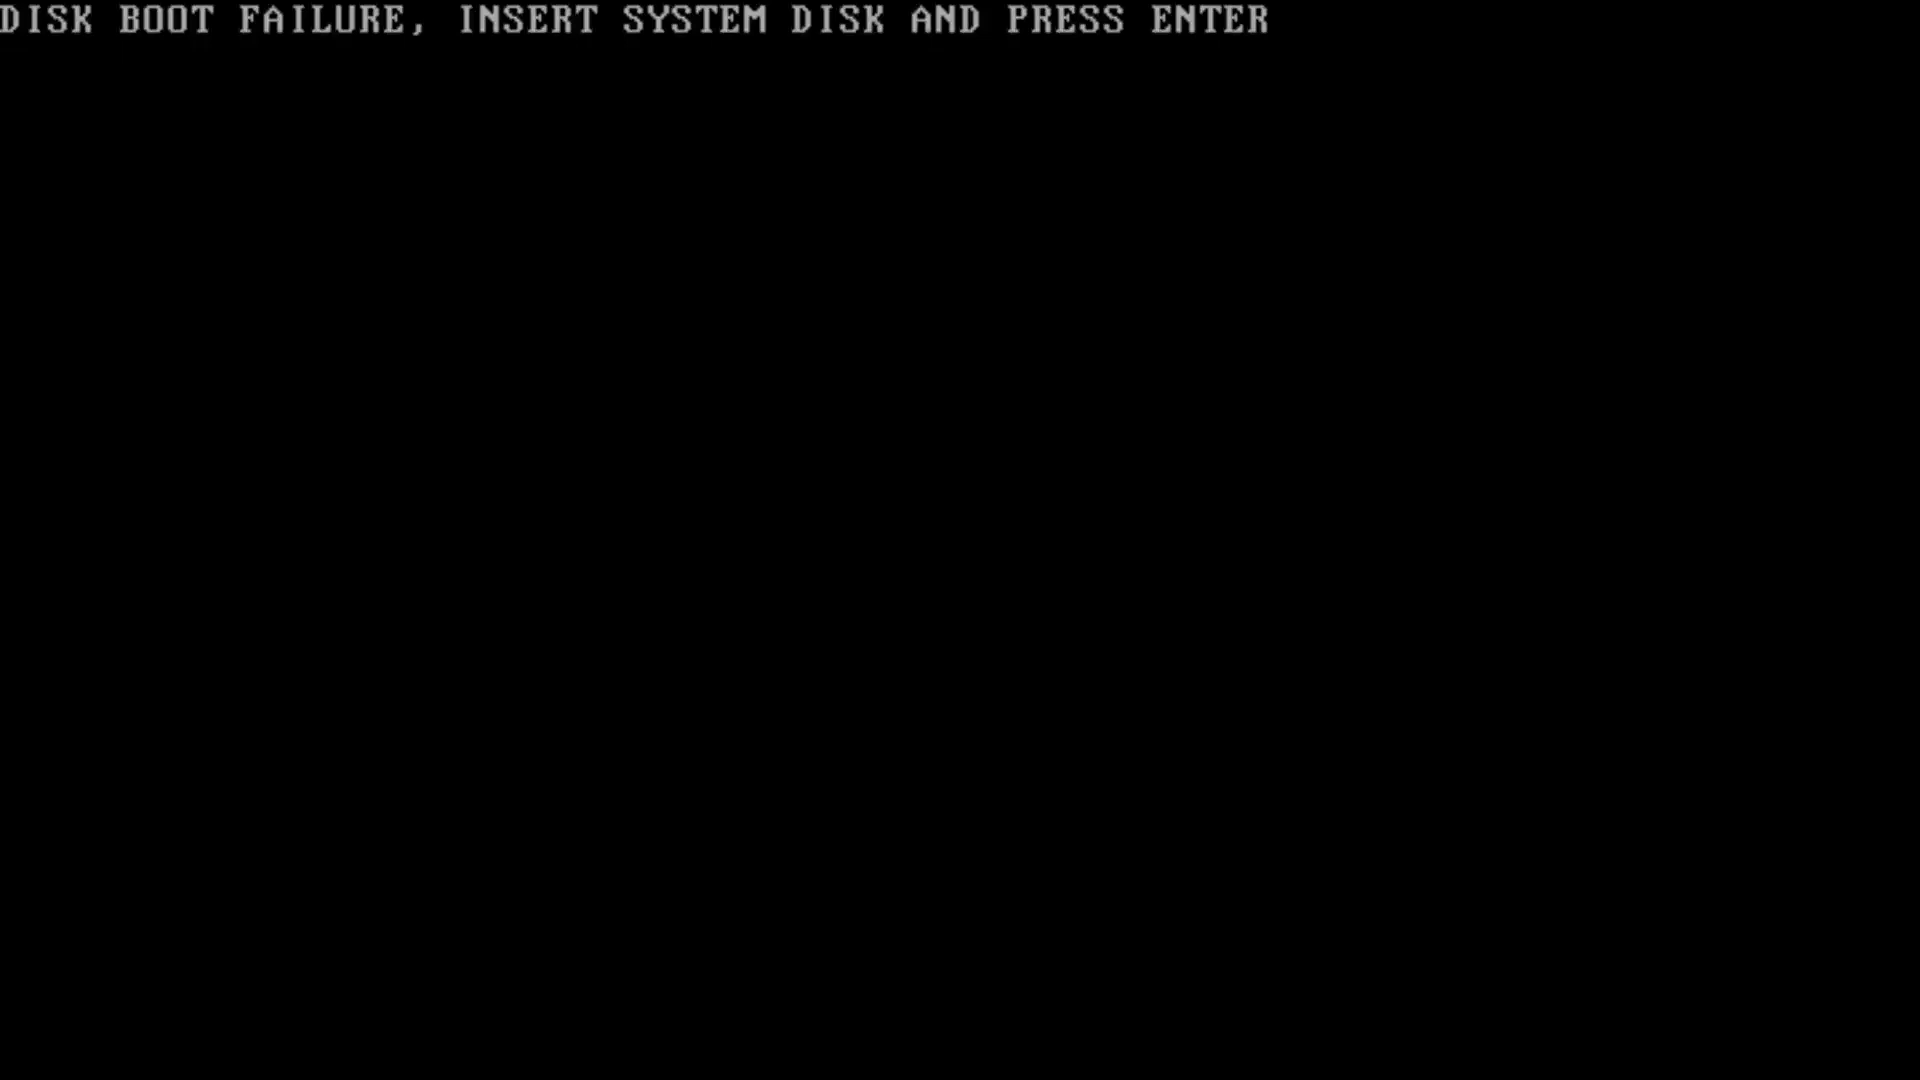 DISK BOOT FAILURE, INSERT SYSTEM DISK AND PRESS ENTER